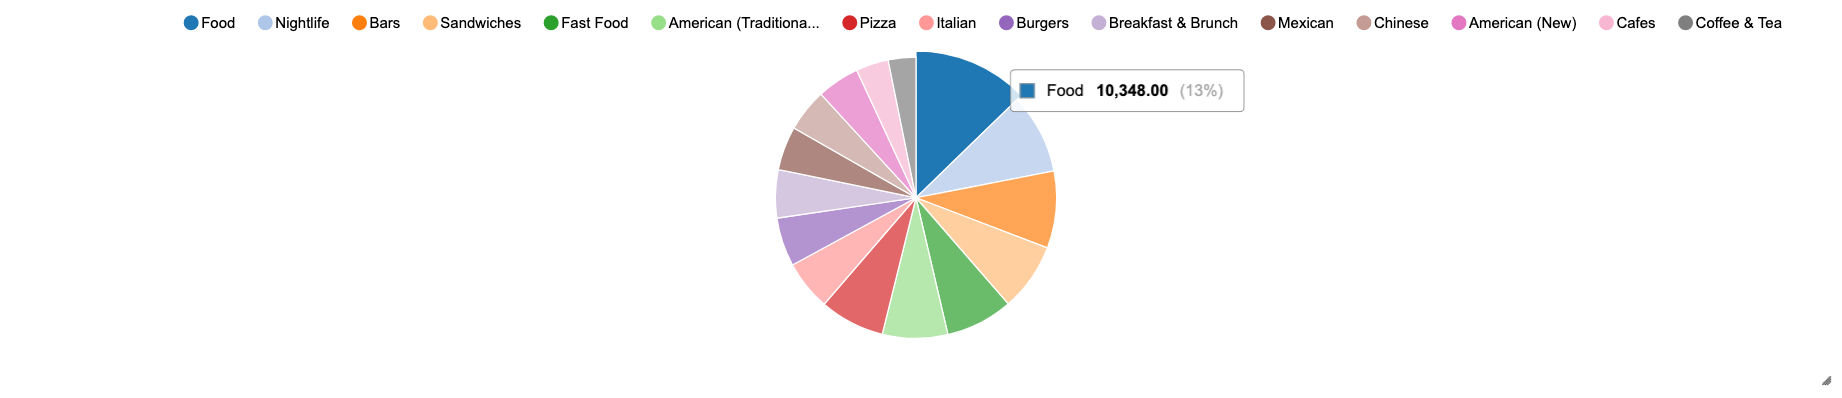 Food Nightlife Bars Sandwiches Fast Food American (Traditiona... Pizza Italian Burgers Breakfast & Brunch Mexican Chinese American (New) Cafes Coffee & Tea
Food 10,348.00 (13%)